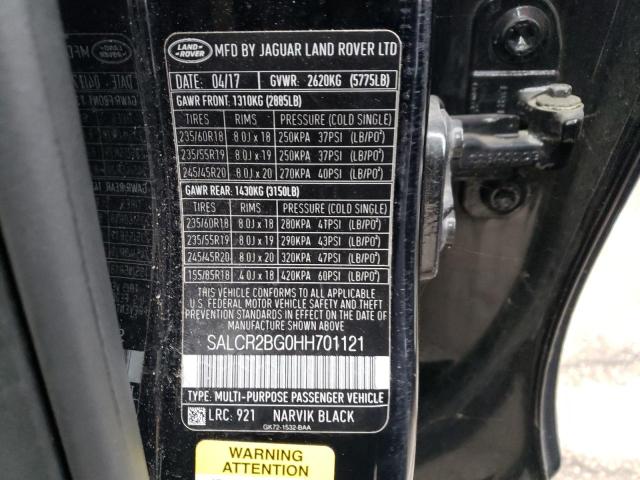 LAND ROVER MFD BY JAGUAR LAND ROVER LTD
DATE: 04/17 GVWR: 2620KG (5775LB)
GAWR FRONT: 1310KG (2885LB)
TIRES RIMS PRESSURE (COLD SINGLE)
235/60R18 8.0J x 18 250KPA 37PSI (LB/PO²)
235/55R19 8.0J x 19 250KPA 37PSI (LB/PO²)
245/45R20 8.0J x 20 270KPA 40PSI (LB/PO²)
GAWR REAR: 1430KG (3150LB)
TIRES RIMS PRESSURE (COLD SINGLE)
235/60R18 8.0J x 18 280KPA 41PSI (LB/PO²)
235/55R19 8.0J x 19 290KPA 43PSI (LB/PO²)
245/45R20 8.0J x 20 320KPA 47PSI (LB/PO²)
155/85R18 4.0J x 18 420KPA 60PSI (LB/PO²)
THIS VEHICLE CONFORMS TO ALL APPLICABLE
U.S. FEDERAL MOTOR VEHICLE SAFETY AND THEFT
PREVENTION STANDARDS IN EFFECT ON THE DATE
OF MANUFACTURE SHOWN ABOVE.
SALCR2BG0HH701121
TYPE: MULTI-PURPOSE PASSENGER VEHICLE
LRC: 921 NARVIK BLACK
GK72-1532-BAA
WARNING
ATTENTION